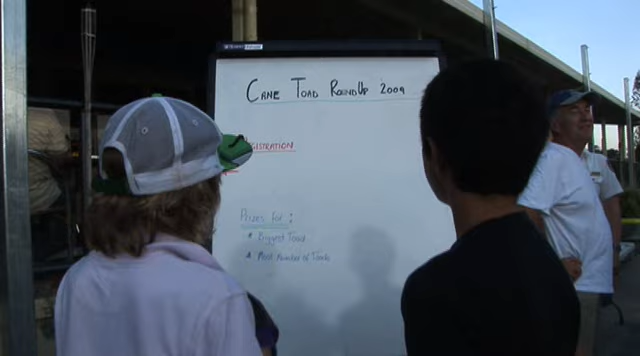 Cane Toad RoundUp 2009
GISTRATION
Prizes for:
* Biggest Toad
* Most Number of Toads